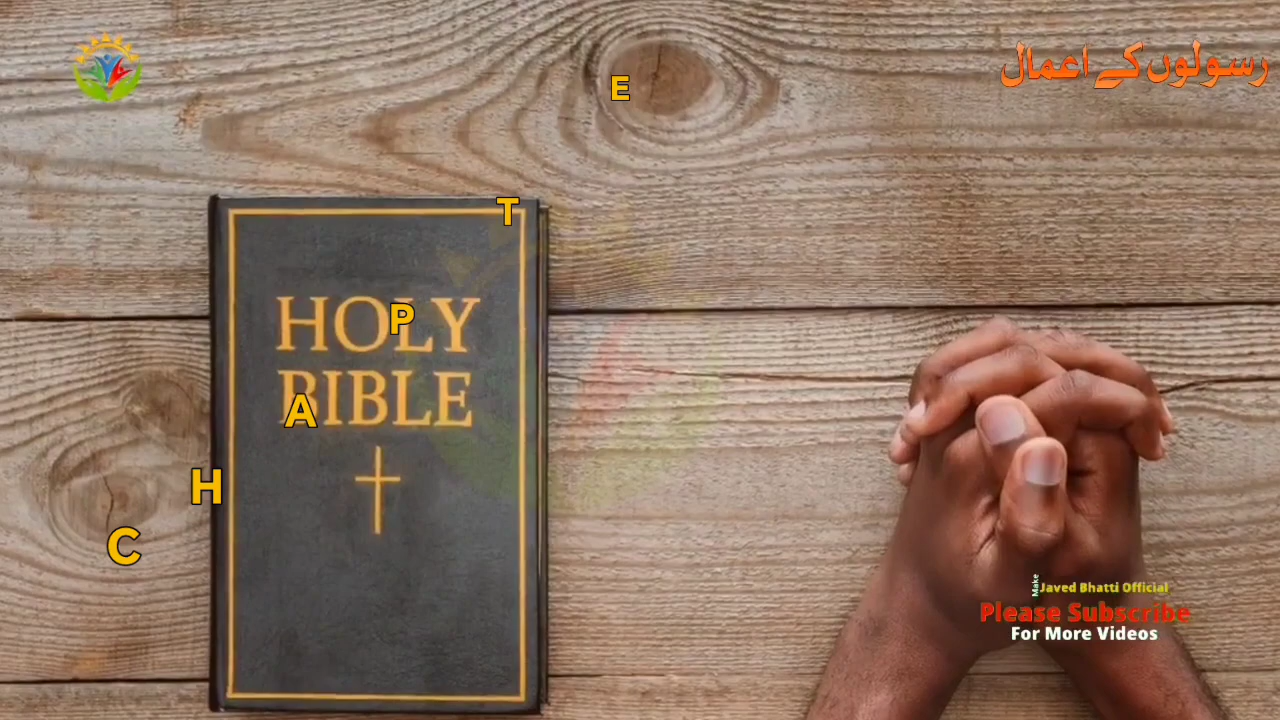 رسولوں کے اعمال
HOLY
BIBLE
C H A P T E
Make
Javed Bhatti Official
Please Subscribe
For More Videos